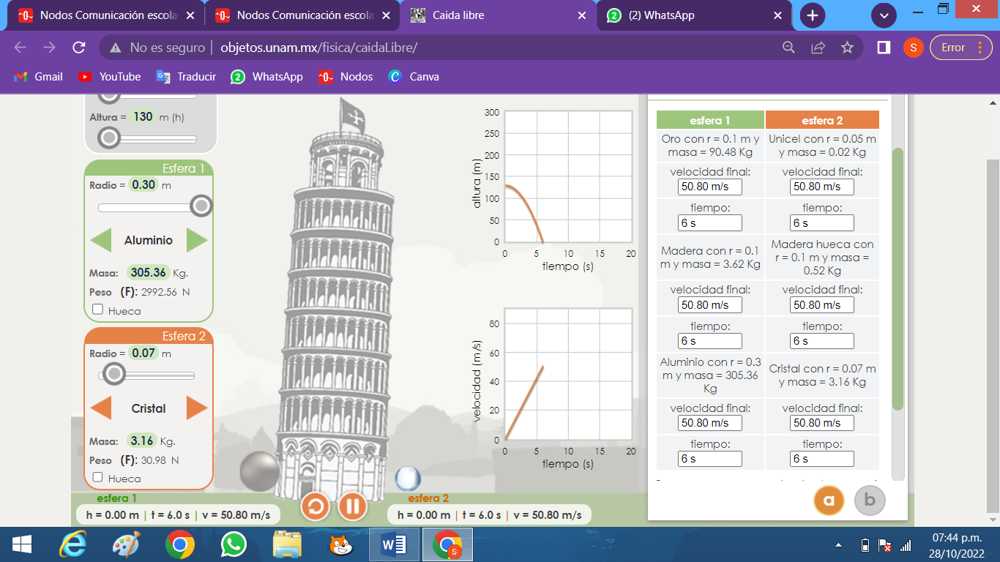 Nodos Comunicación escola
Nodos Comunicación escola
Caida libre
(2) WhatsApp
No es seguro
objetos.unam.mx/fisica/caidaLibre/
S
Error
Gmail
YouTube
Traducir
WhatsApp
Nodos
Canva
Altura = 130 m (h)
Esfera 1
Radio = 0.30 m
Aluminio
Masa: 305.36 Kg.
Peso (F): 2992.56 N
Hueca
Esfera 2
Radio = 0.07 m
Cristal
Masa: 3.16 Kg.
Peso (F): 30.98 N
Hueca
esfera 1
h = 0.00 m | t = 6.0 s | v = 50.80 m/s
esfera 2
h = 0.00 m | t = 6.0 s | v = 50.80 m/s
altura (m)
300
250
200
150
100
50
0
0 5 10 15 20
tiempo (s)
velocidad (m/s)
80
60
40
20
0
0 5 10 15 20
tiempo (s)
esfera 1 esfera 2
Oro con r = 0.1 m y
masa = 90.48 Kg
Unicel con r = 0.05 m
y masa = 0.02 Kg
velocidad final: velocidad final:
50.80 m/s 50.80 m/s
tiempo: tiempo:
6 s 6 s
Madera con r = 0.1
m y masa = 3.62 Kg
Madera hueca con
r = 0.1 m y masa =
0.52 Kg
velocidad final: velocidad final:
50.80 m/s 50.80 m/s
tiempo: tiempo:
6 s 6 s
Aluminio con r = 0.3
m y masa = 305.36
Kg
Cristal con r = 0.07 m
y masa = 3.16 Kg
velocidad final: velocidad final:
50.80 m/s 50.80 m/s
tiempo: tiempo:
6 s 6 s
a b
07:44 p.m.
28/10/2022